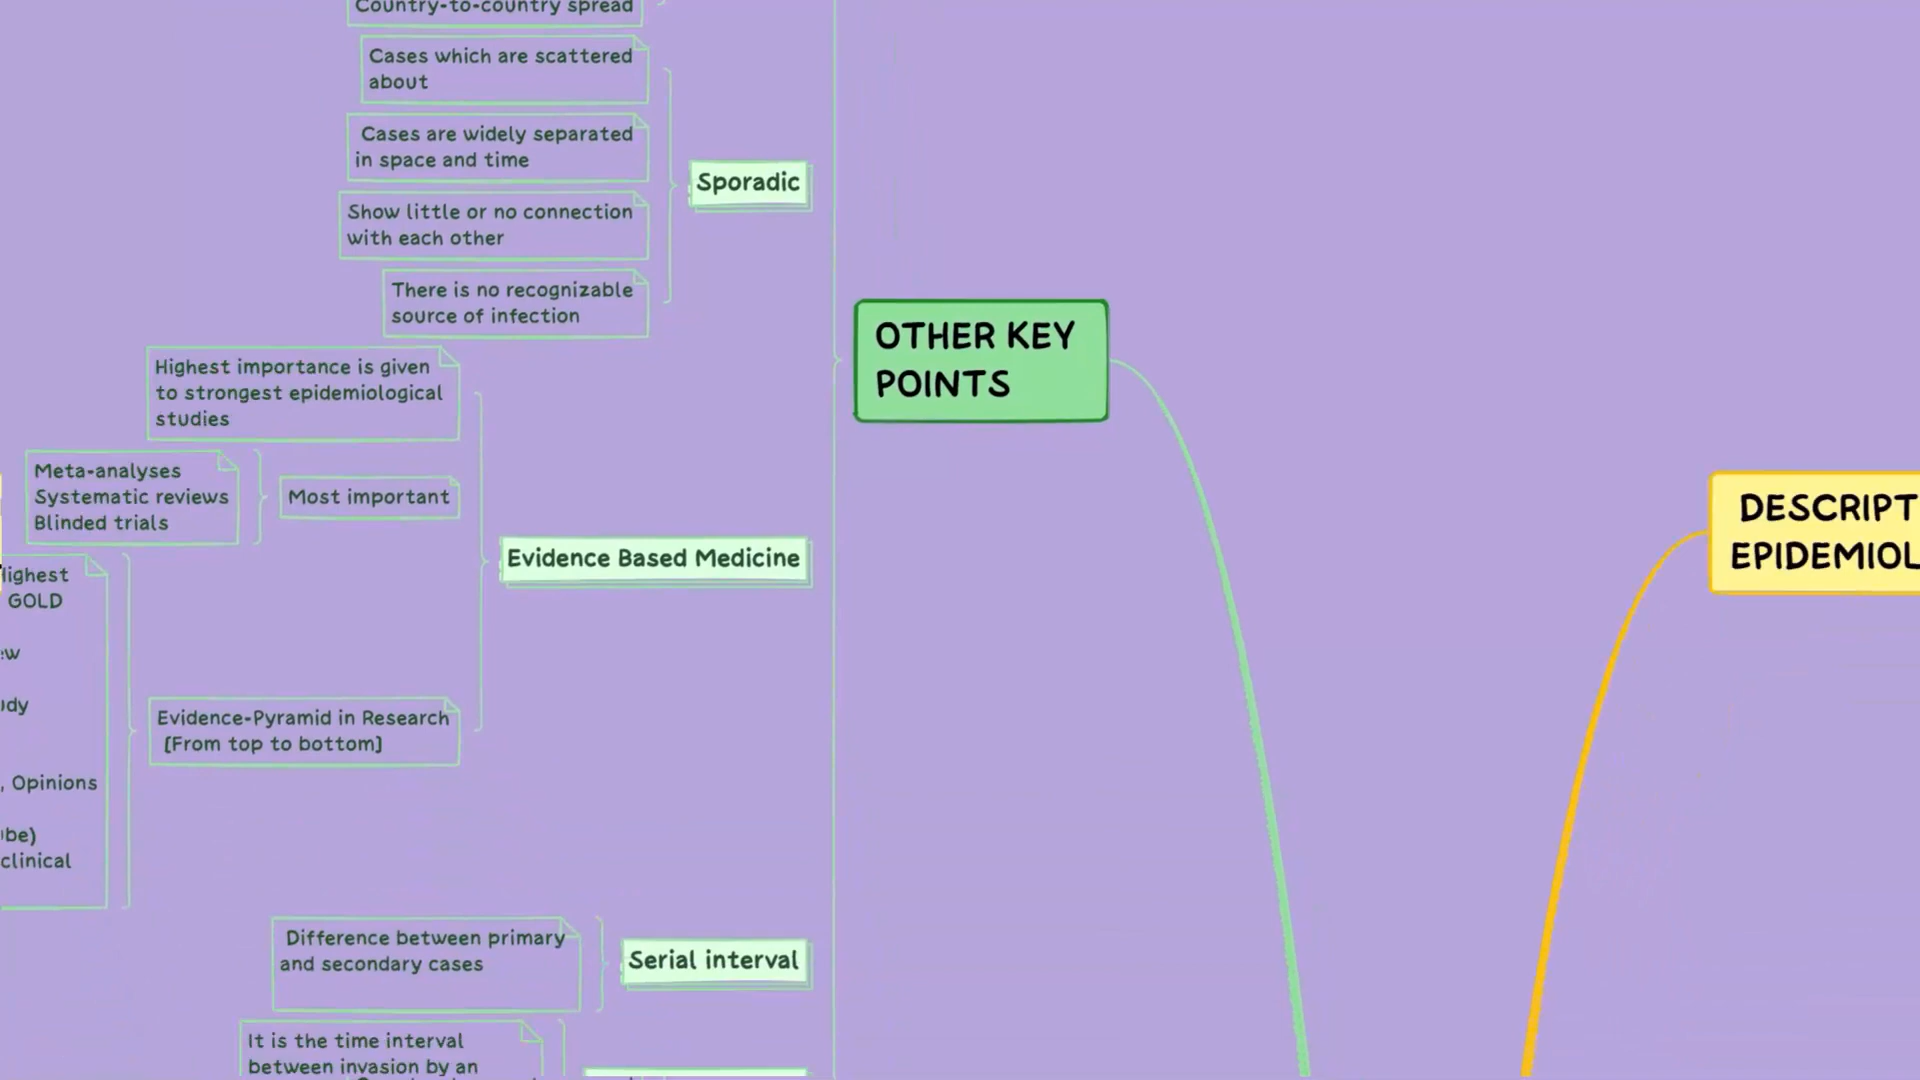 Country-to-country spread
Cases which are scattered
about
Cases are widely separated
in space and time
Show little or no connection
with each other
There is no recognizable
source of infection
Sporadic
OTHER KEY
POINTS
Highest importance is given
to strongest epidemiological
studies
Meta-analyses
Systematic reviews
Blinded trials
Most important
Evidence Based Medicine
GOLD
, Opinions
clinical
Evidence-Pyramid in Research
[From top to bottom]
Difference between primary
and secondary cases
Serial interval
It is the time interval
between invasion by an
DESCRIPT
EPIDEMIOL